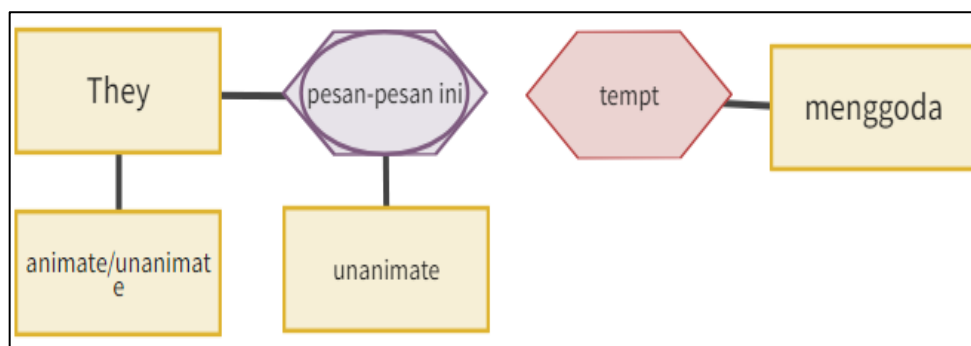 They
pesan-pesan ini
tempt
menggoda
animate/unanimat
e
unanimate